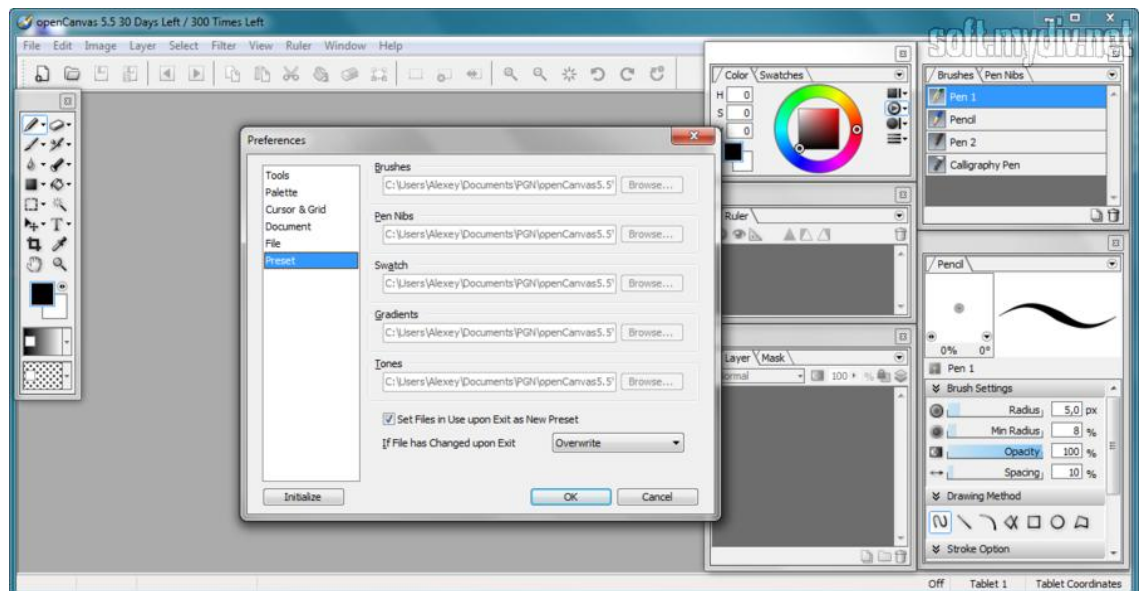 openCanvas 5.5 30 Days Left / 300 Times Left
soft.mydiv.net
File Edit Image Layer Select Filter View Ruler Window Help
Color Swatches
H 0
S 0
0
Brushes Pen Nibs
Pen 1
Pencil
Pen 2
Calligraphy Pen
Preferences
Tools
Palette
Cursor & Grid
Document
File
Preset
Brushes
C:\Users\Alexey\Documents\PGN\openCanvas5.5\ Browse...
Pen Nibs
C:\Users\Alexey\Documents\PGN\openCanvas5.5\ Browse...
Swatch
C:\Users\Alexey\Documents\PGN\openCanvas5.5\ Browse...
Gradients
C:\Users\Alexey\Documents\PGN\openCanvas5.5\ Browse...
Tones
C:\Users\Alexey\Documents\PGN\openCanvas5.5\ Browse...
Set Files in Use upon Exit as New Preset
If File has Changed upon Exit Overwrite
Initialize OK Cancel
Ruler
Layer Mask
ormal 100 %
Pencil
0% 0°
Pen 1
Brush Settings
Radius 5,0 px
Min Radius 8 %
Opacity 100 %
Spacing 10 %
Drawing Method
Stroke Option
Off Tablet 1 Tablet Coordinates